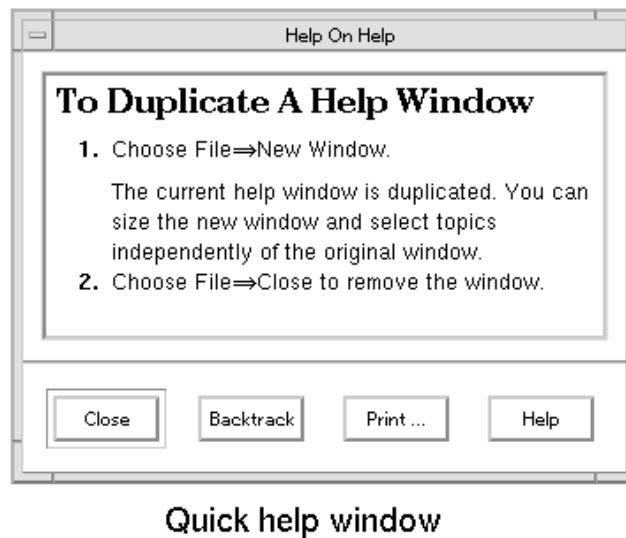 Help On Help
To Duplicate A Help Window
1. Choose File⇒New Window.
The current help window is duplicated. You can
size the new window and select topics
independently of the original window.
2. Choose File⇒Close to remove the window.
Close Backtrack Print ... Help
Quick help window